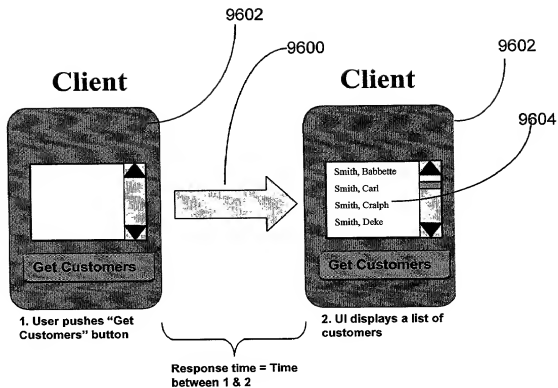 9602
9600
9602
9604
Client
Client
Smith, Babbette
Smith, Carl
Smith, Cralph
Smith, Deke
Get Customers
Get Customers
1. User pushes "Get
Customers" button
2. UI displays a list of
customers
Response time = Time
between 1 & 2